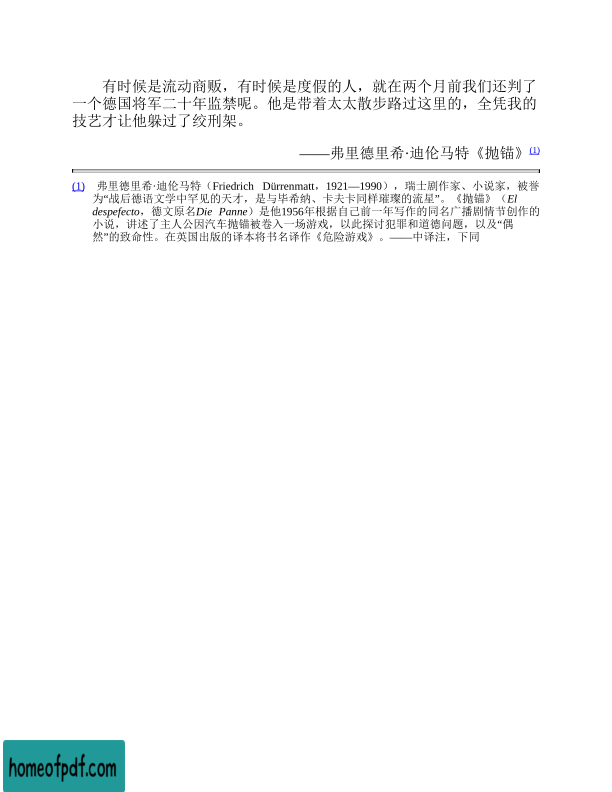 有时候是流动商贩，有时候是度假的人，就在两个月前我们还判了
一个德国将军二十年监禁呢。他是带着太太散步路过这里的，全凭我的
技艺才让他躲过了绞刑架。
——弗里德里希·迪伦马特《抛锚》(1)
(1) 弗里德里希·迪伦马特（Friedrich Dürrenmatt，1921—1990），瑞士剧作家、小说家，被誉
为“战后德语文学中罕见的天才，是与毕希纳、卡夫卡同样璀璨的流星”。《抛锚》（El
despefecto，德文原名Die Panne）是他1956年根据自己前一年写作的同名广播剧情节创作的
小说，讲述了主人公因汽车抛锚被卷入一场游戏，以此探讨犯罪和道德问题，以及“偶
然”的致命性。在英国出版的译本将书名译作《危险游戏》。——中译注，下同
homeofpdf.com